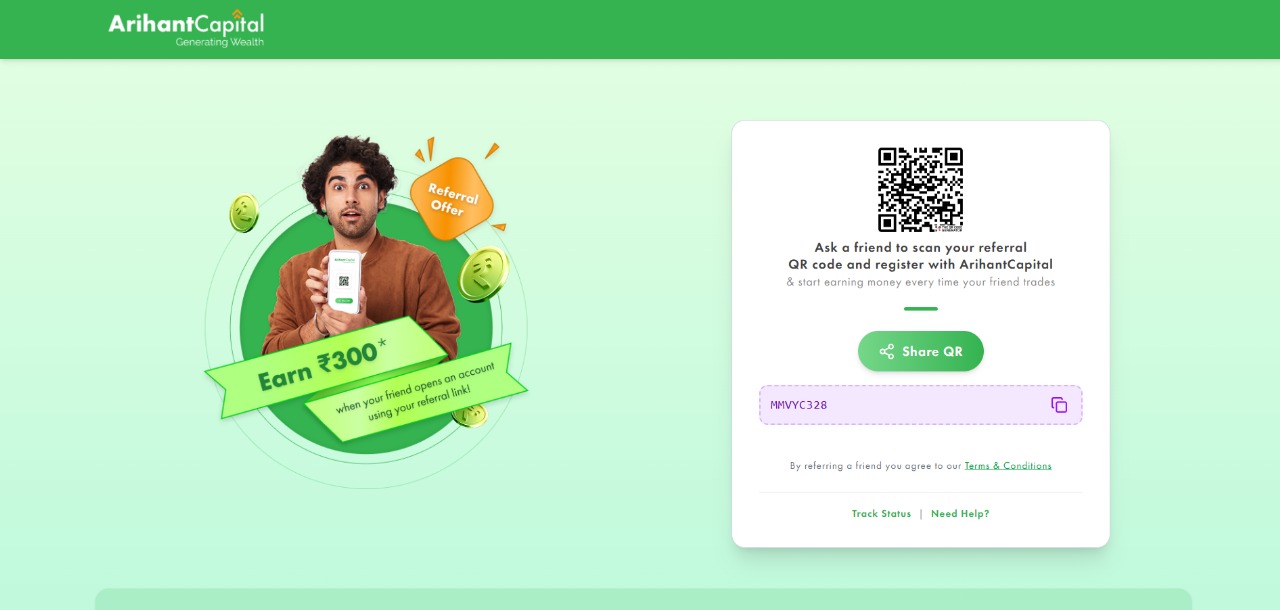 ArihantCapital
Generating Wealth
Referral
Offer
ArihantCapital
Earn ₹300*
when your friend opens an account
using your referral link!
Ask a friend to scan your referral
QR code and register with ArihantCapital
& start earning money every time your friend trades
Share QR
MMVYC328
By referring a friend you agree to our Terms & Conditions
Track Status | Need Help?